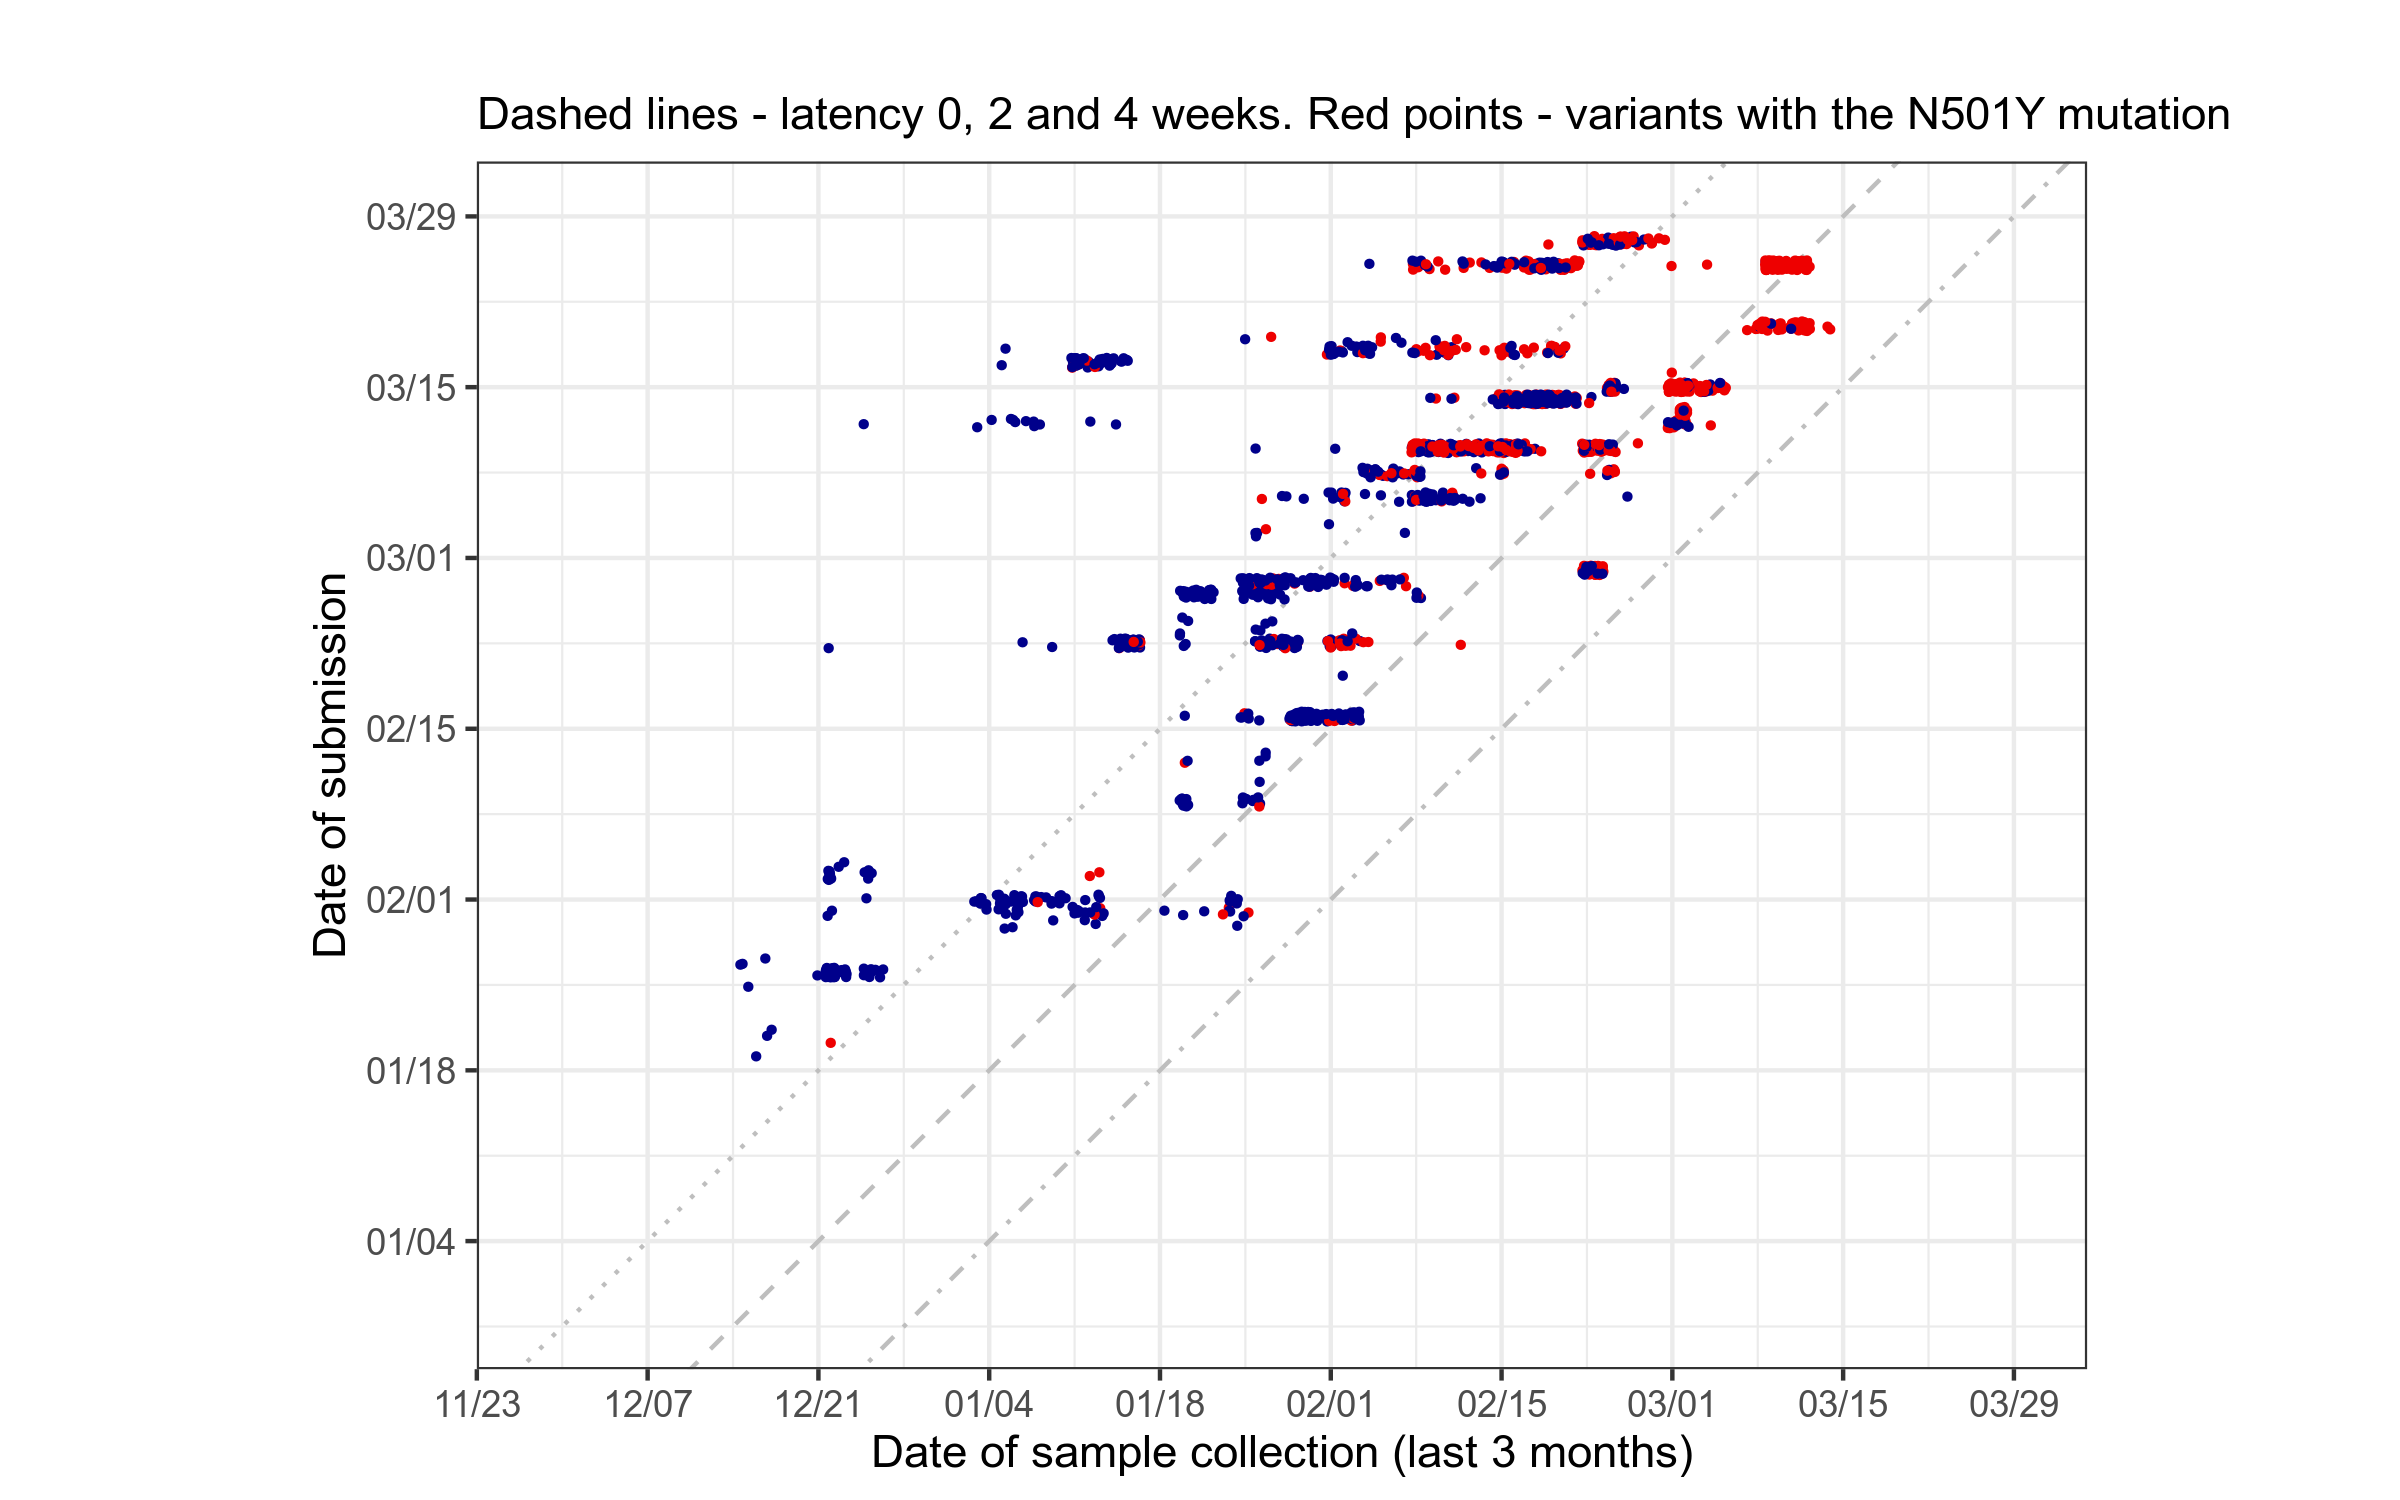 Dashed lines - latency 0, 2 and 4 weeks. Red points - variants with the N501Y mutation
Date of submission
03/29
03/15
03/01
02/15
02/01
01/18
01/04
11/23 12/07 12/21 01/04 01/18 02/01 02/15 03/01 03/15 03/29
Date of sample collection (last 3 months)